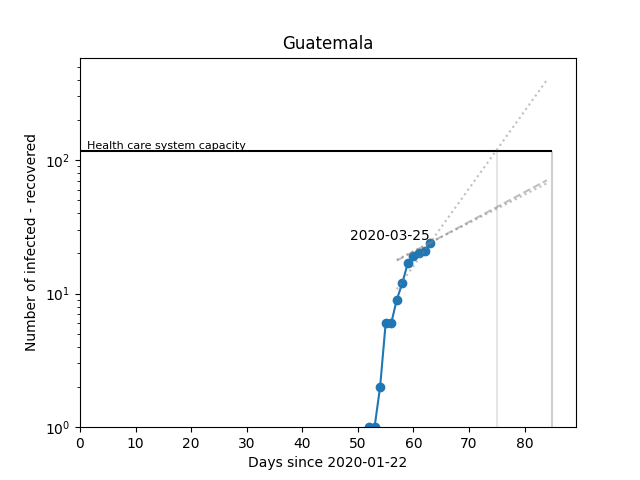 Guatemala
Number of infected - recovered
10²
10¹
10⁰
Health care system capacity
2020-03-25
0 10 20 30 40 50 60 70 80
Days since 2020-01-22